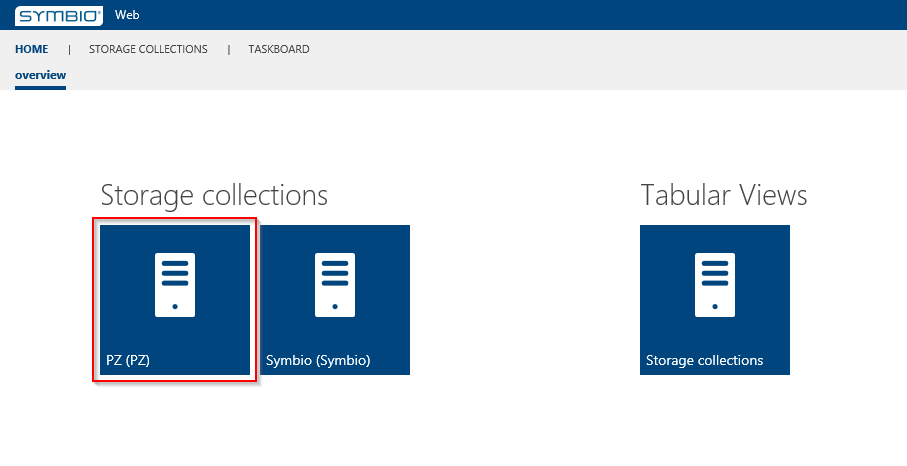 SYMBIO® Web
HOME | STORAGE COLLECTIONS | TASKBOARD
overview
Storage collections
Tabular Views
PZ (PZ)
Symbio (Symbio)
Storage collections